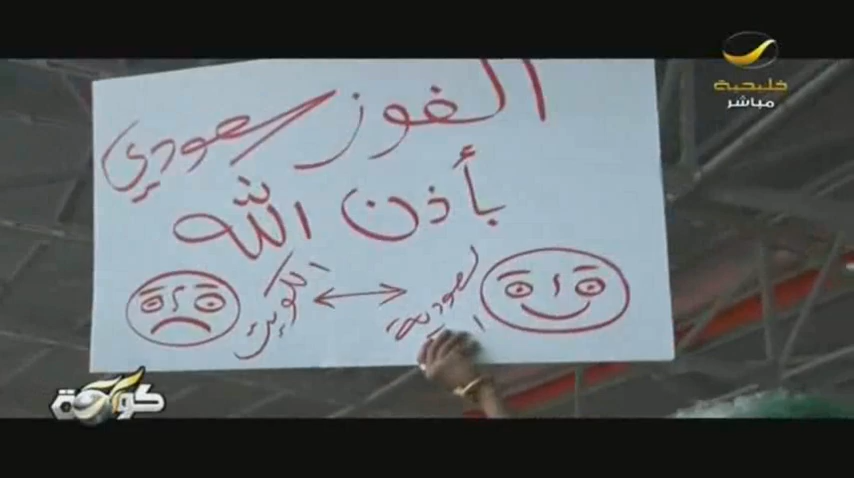 خليجية
مباشر
الفوز سعودي
بأذن الله
السعودية
الكويت
كورة